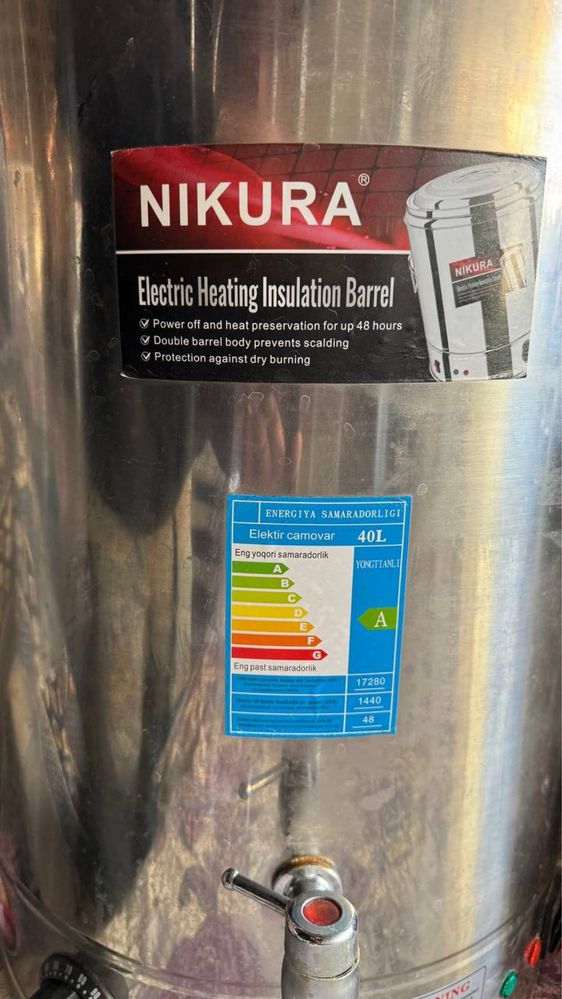 NIKURA®
Electric Heating Insulation Barrel
Power off and heat preservation for up 48 hours
Double barrel body prevents scalding
Protection against dry burning
NIKURA
ENERGIYA SAMARADORLIGI
Elektir camovar 40L
Eng yoqori samaradorlik
YONGTIANLI
A
B
C
D
E
F
G
A
Eng past samaradorlik
17280
1440
48